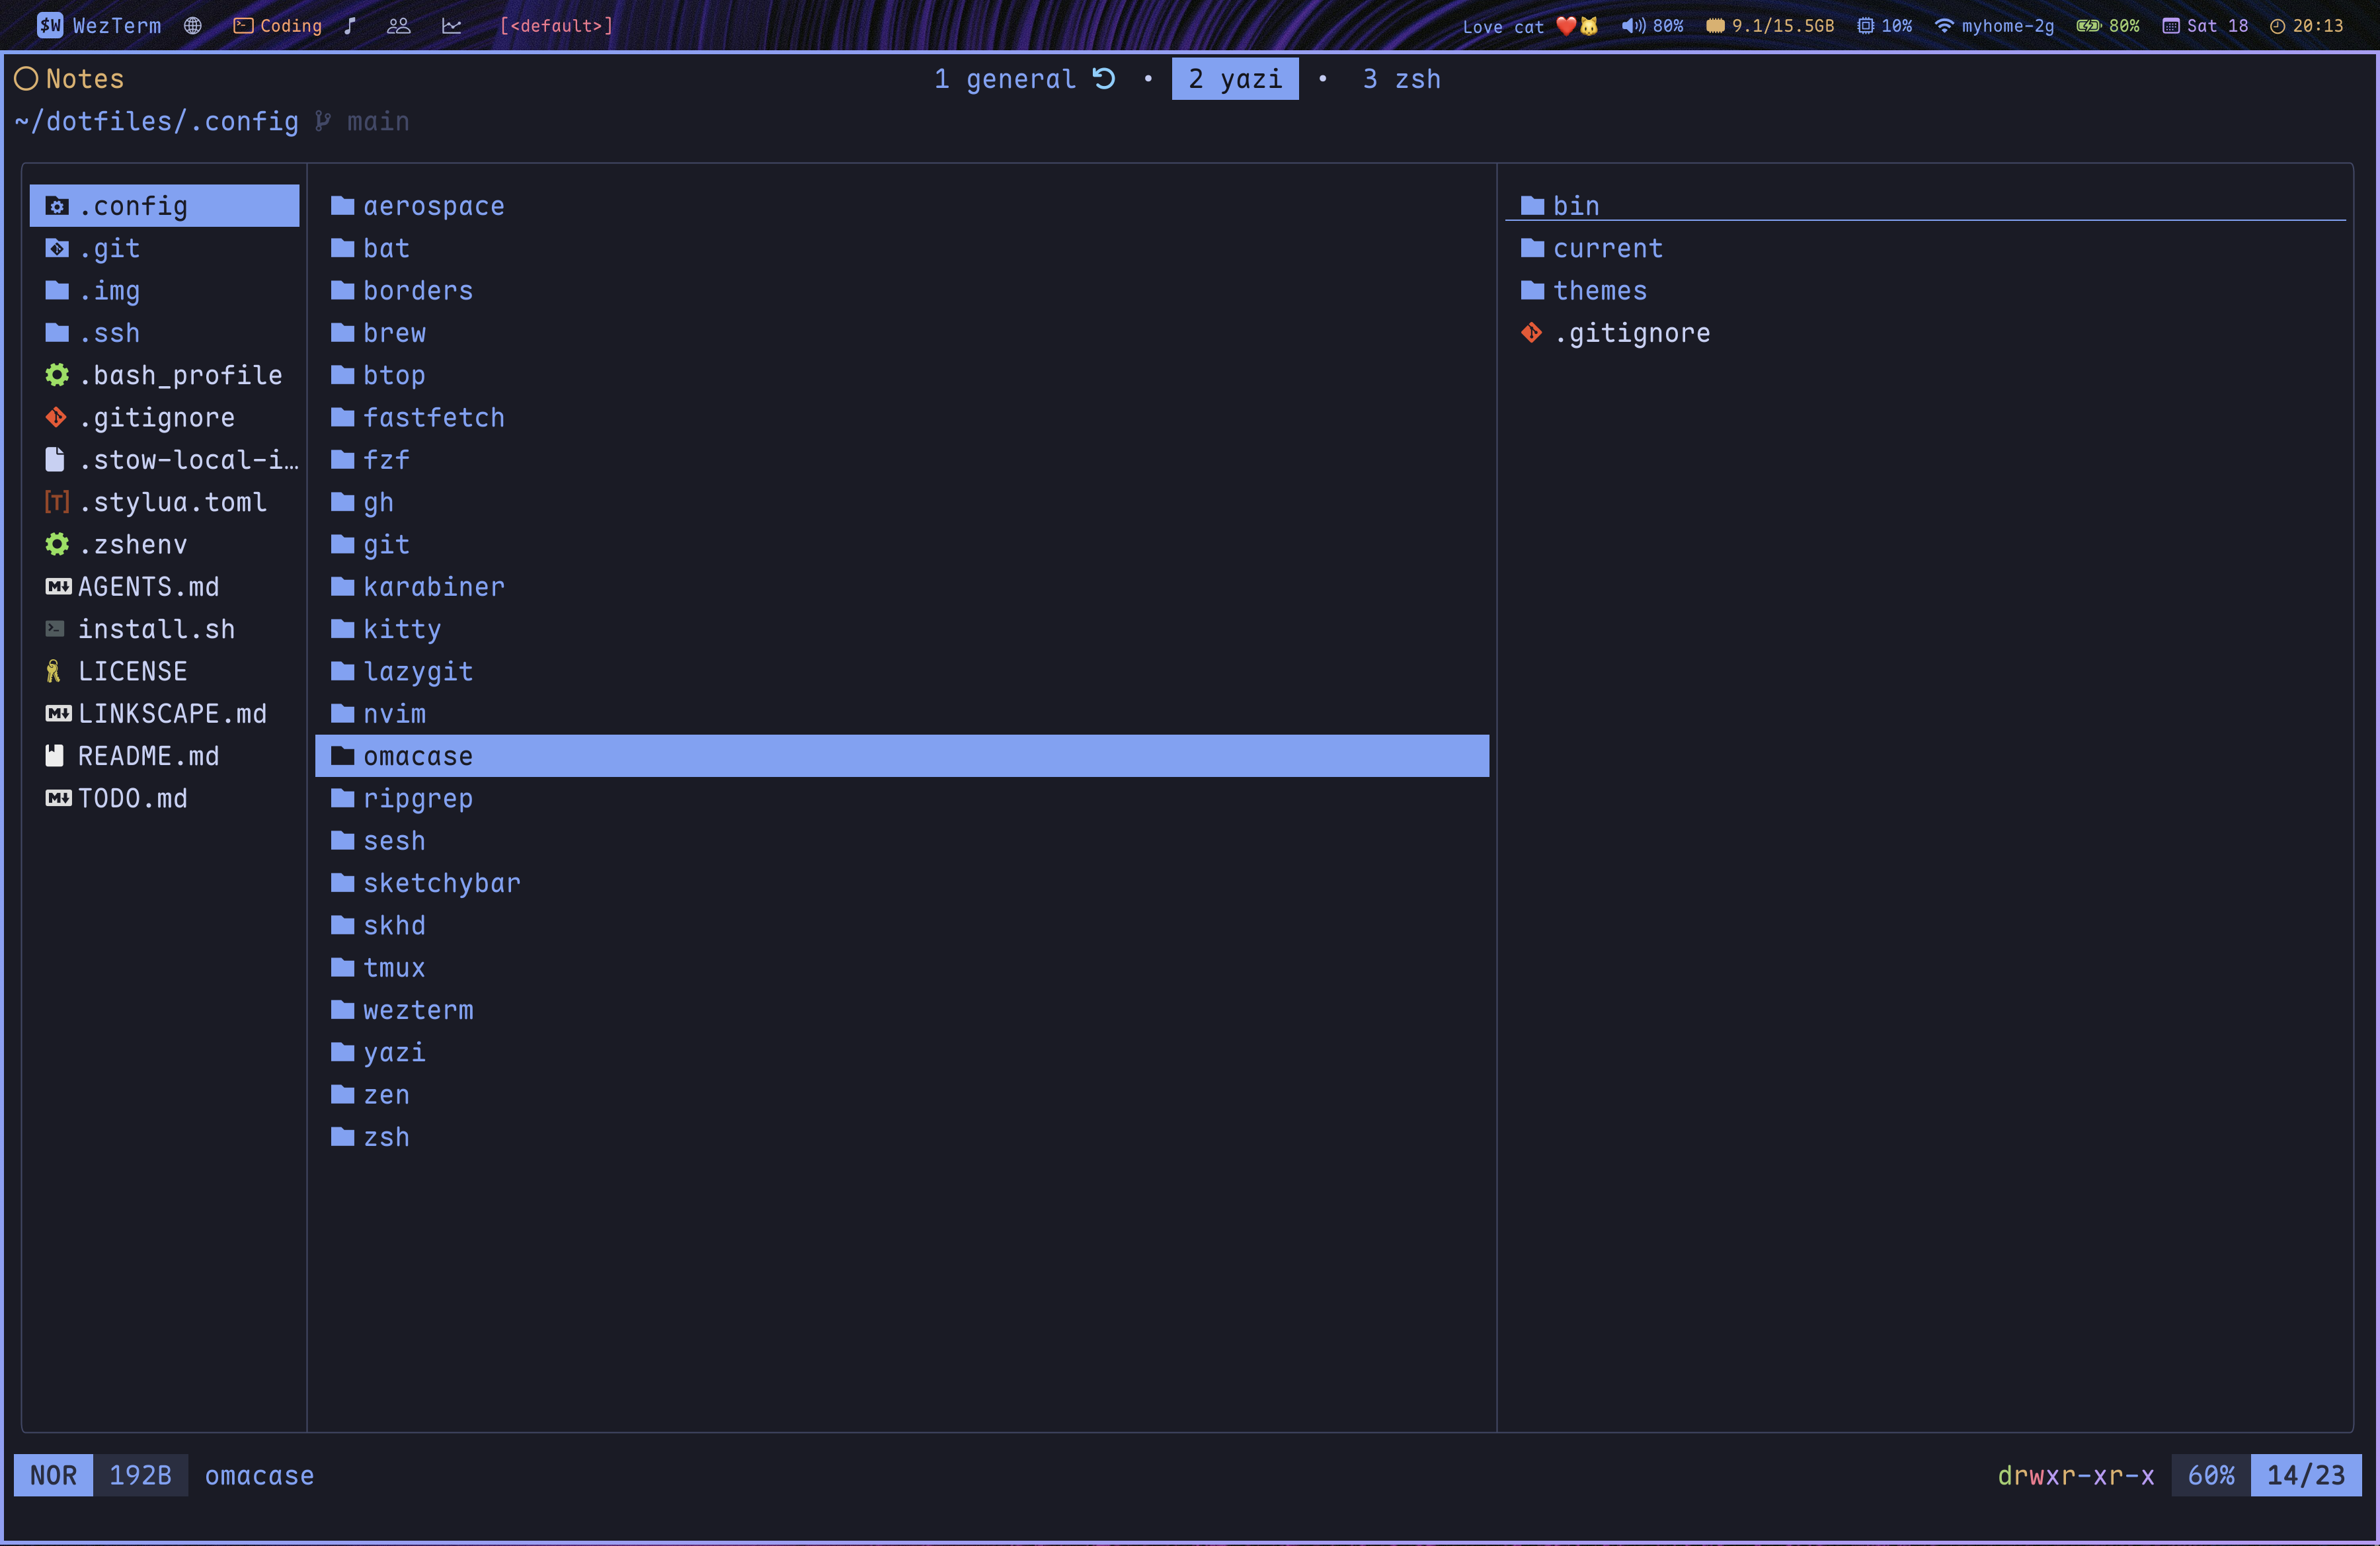 $W WezTerm Coding [<default>] Love cat ❤️🐱 80% 9.1/15.5GB 10% myhome-2g 80% Sat 18 20:13
Notes 1 general • 2 yazi • 3 zsh
~/dotfiles/.config main
.config
.git
.img
.ssh
.bash_profile
.gitignore
.stow-local-i…
[T] .stylua.toml
.zshenv
AGENTS.md
install.sh
LICENSE
LINKSCAPE.md
README.md
TODO.md
aerospace
bat
borders
brew
btop
fastfetch
fzf
gh
git
karabiner
kitty
lazygit
nvim
omacase
ripgrep
sesh
sketchybar
skhd
tmux
wezterm
yazi
zen
zsh
bin
current
themes
.gitignore
NOR 192B omacase drwxr-xr-x 60% 14/23